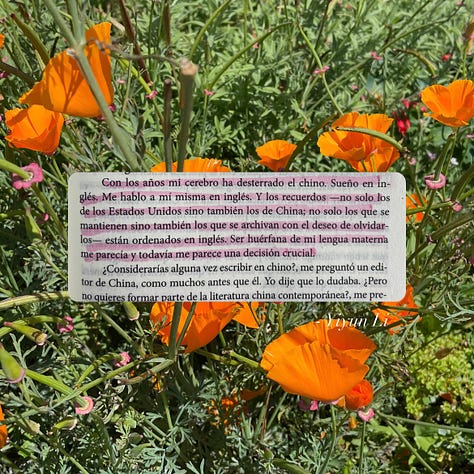 Con los años mi cerebro ha desterrado el chino. Sueño en in-
glés. Me hablo a mí misma en inglés. Y los recuerdos —no solo los
de los Estados Unidos sino también los de China; no solo los que se
mantienen sino también los que se archivan con el deseo de olvidar-
los— están ordenados en inglés. Ser huérfana de mi lengua materna
me parecía y todavía me parece una decisión crucial.
¿Considerarías alguna vez escribir en chino?, me preguntó un edi-
tor de China, como muchos antes que él. Yo dije que lo dudaba. ¿Pero
no quieres formar parte de la literatura china contemporánea?, me pre-
-Yiyun Li